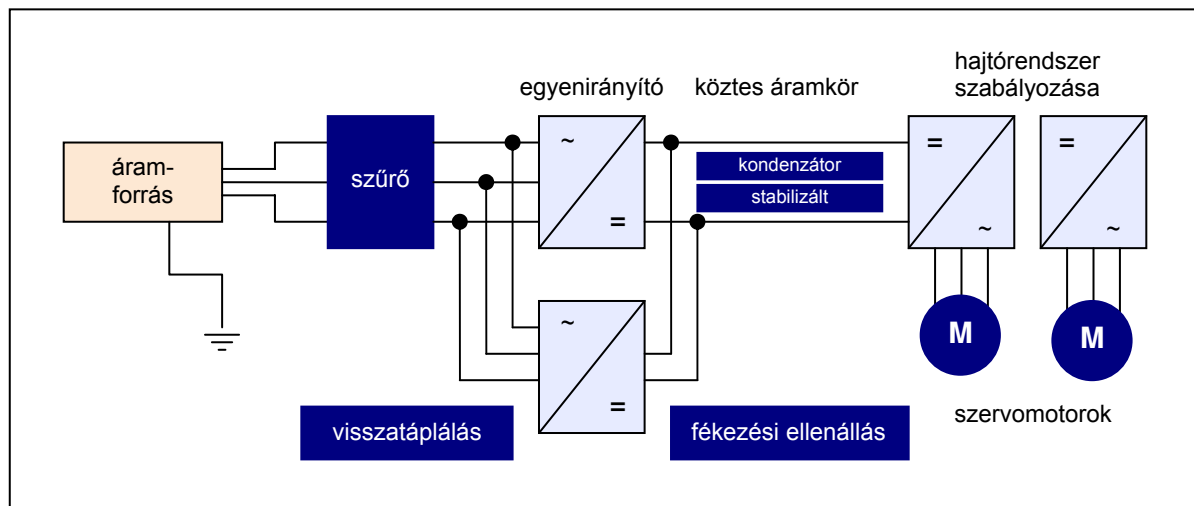 hajtórendszer
szabályozása
egyenirányító
köztes áramkör
áram-
forrás
szűrő
~
=
kondenzátor
stabilizált
=
~
=
~
~
=
M
M
visszatáplálás
fékezési ellenállás
szervomotorok